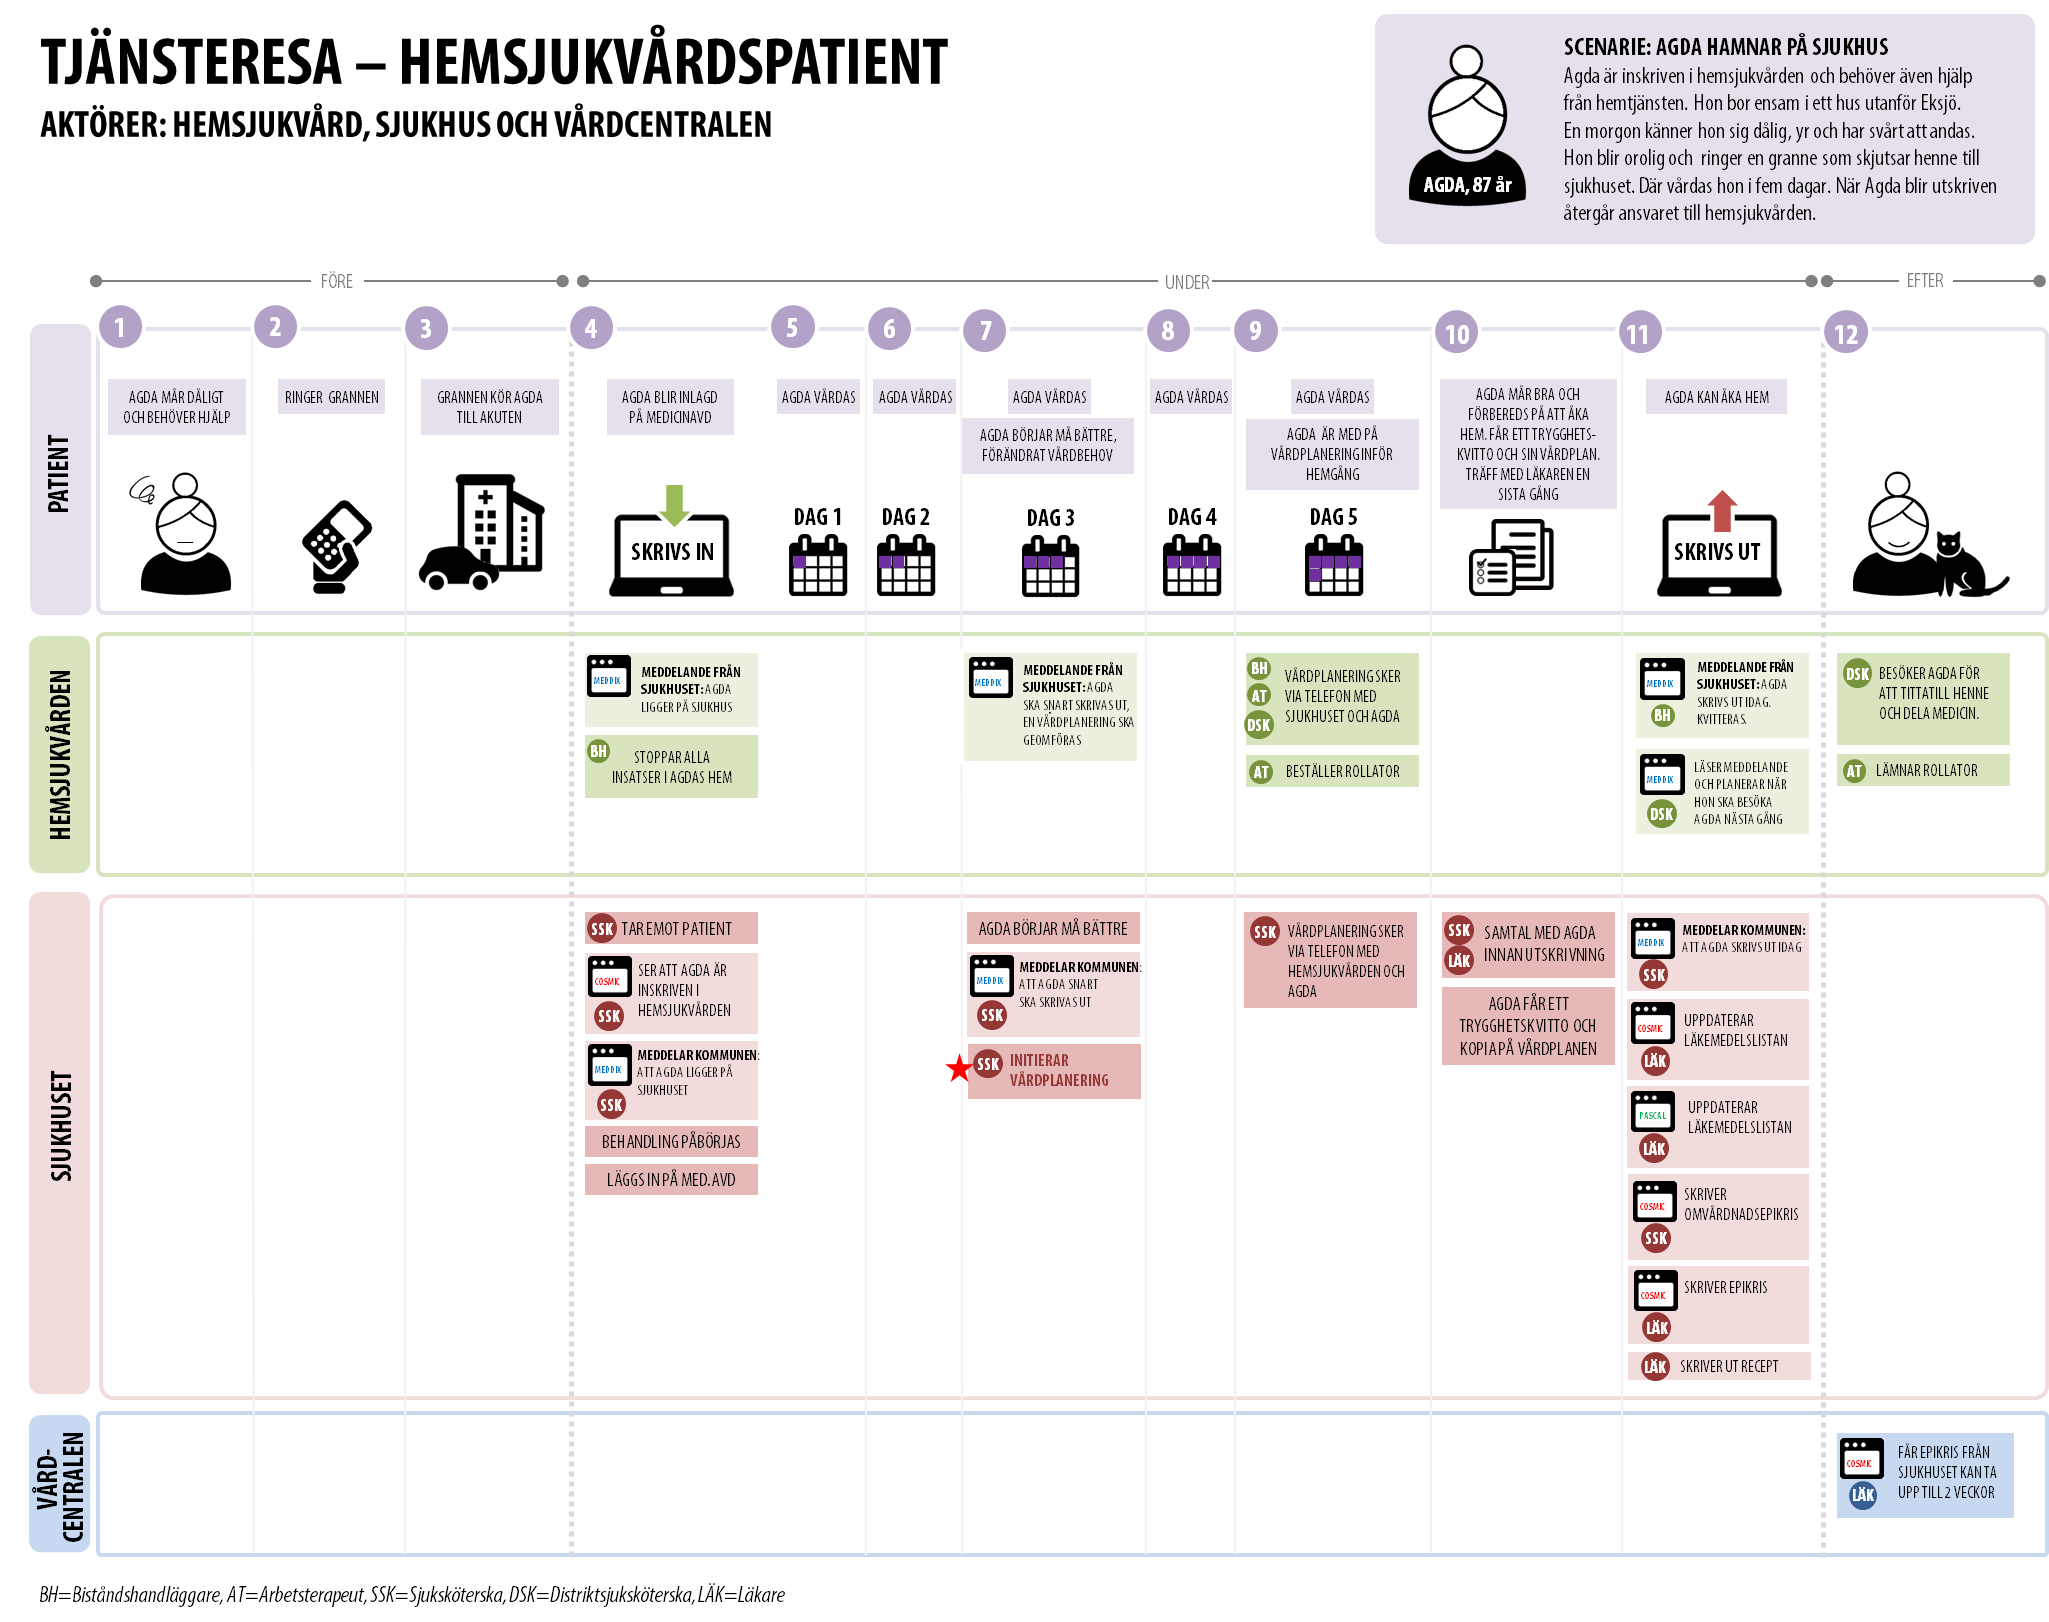 TJÄNSTERESA – HEMSJUKVÅRDSPATIENT
AKTÖRER: HEMSJUKVÅRD, SJUKHUS OCH VÅRDCENTRALEN
AGDA, 87 år
SCENARIE: AGDA HAMNAR PÅ SJUKHUS
Agda är inskriven i hemsjukvården och behöver även hjälp
från hemtjänsten. Hon bor ensam i ett hus utanför Eksjö.
En morgon känner hon sig dålig, yr och har svårt att andas.
Hon blir orolig och ringer en granne som skjutsar henne till
sjukhuset. Där vårdas hon i fem dagar. När Agda blir utskriven
återgår ansvaret till hemsjukvården.
FÖRE
UNDER
EFTER
1
2
3
4
5
6
7
8
9
10
11
12
PATIENT
AGDA MÅR DÅLIGT
OCH BEHÖVER HJÄLP
RINGER GRANNEN
GRANNEN KÖR AGDA
TILL AKUTEN
AGDA BLIR INLAGD
PÅ MEDICINAVD
SKRIVS IN
AGDA VÅRDAS
DAG 1
AGDA VÅRDAS
DAG 2
AGDA VÅRDAS
AGDA BÖRJAR MÅ BÄTTRE,
FÖRÄNDRAT VÅRDBEHOV
DAG 3
AGDA VÅRDAS
DAG 4
AGDA VÅRDAS
AGDA ÄR MED PÅ
VÅRDPLANERING INFÖR
HEMGÅNG
DAG 5
AGDA MÅR BRA OCH
FÖRBEREDS PÅ ATT ÅKA
HEM. FÅR ETT TRYGGHETS-
KVITTO OCH SIN VÅRDPLAN.
TRÄFF MED LÄKAREN EN
SISTA GÅNG
AGDA KAN ÅKA HEM
SKRIVS UT
HEMSJUKVÅRDEN
MEDDIX
MEDDELANDE FRÅN
SJUKHUSET: AGDA
LIGGER PÅ SJUKHUS
BH
STOPPAR ALLA
INSATSER I AGDAS HEM
MEDDIX
MEDDELANDE FRÅN
SJUKHUSET: AGDA
SKA SNART SKRIVAS UT,
EN VÅRDPLANERING SKA
GEOMFÖRAS
BH
AT
DSK
VÅRDPLANERING SKER
VIA TELEFON MED
SJUKHUSET OCH AGDA
AT
BESTÄLLER ROLLATOR
MEDDIX
BH
MEDDELANDE FRÅN
SJUKHUSET: AGDA
SKRIVS UT IDAG.
KVITTERAS.
MEDDIX
DSK
LÄSER MEDDELANDE
OCH PLANERAR NÄR
HON SKA BESÖKA
AGDA NÄSTA GÅNG
DSK
BESÖKER AGDA FÖR
ATT TITTATILL HENNE
OCH DELA MEDICIN.
AT
LÄMNAR ROLLATOR
SJUKHUSET
SSK
TAR EMOT PATIENT
COSMIC
SSK
SER ATT AGDA ÄR
INSKRIVEN I
HEMSJUKVÅRDEN
MEDDIX
SSK
MEDDELAR KOMMUNEN:
ATT AGDA LIGGER PÅ
SJUKHUSET
BEHANDLING PÅBÖRJAS
LÄGGS IN PÅ MED. AVD
AGDA BÖRJAR MÅ BÄTTRE
MEDDIX
SSK
MEDDELAR KOMMUNEN:
ATT AGDA SNART
SKA SKRIVAS UT
SSK
INITIERAR
VÅRDPLANERING
SSK
VÅRDPLANERING SKER
VIA TELEFON MED
HEMSJUKVÅRDEN OCH
AGDA
SSK
LÄK
SAMTAL MED AGDA
INNAN UTSKRIVNING
AGDA FÅR ETT
TRYGGHETSKVITTO OCH
KOPIA PÅ VÅRDPLANEN
MEDDIX
SSK
MEDDELAR KOMMUNEN:
ATT AGDA SKRIVS UT IDAG
COSMIC
LÄK
UPPDATERAR
LÄKEMEDELSLISTAN
PASCAL
LÄK
UPPDATERAR
LÄKEMEDELSLISTAN
COSMIC
SSK
SKRIVER
OMVÅRDNADSEPIKRIS
COSMIC
LÄK
SKRIVER EPIKRIS
LÄK
SKRIVER UT RECEPT
VÅRD-
CENTRALEN
COSMIC
LÄK
FÅR EPIKRIS FRÅN
SJUKHUSET KAN TA
UPP TILL 2 VECKOR
BH=Biståndshandläggare, AT=Arbetsterapeut, SSK=Sjuksköterska, DSK=Distriktsjuksköterska, LÄK=Läkare